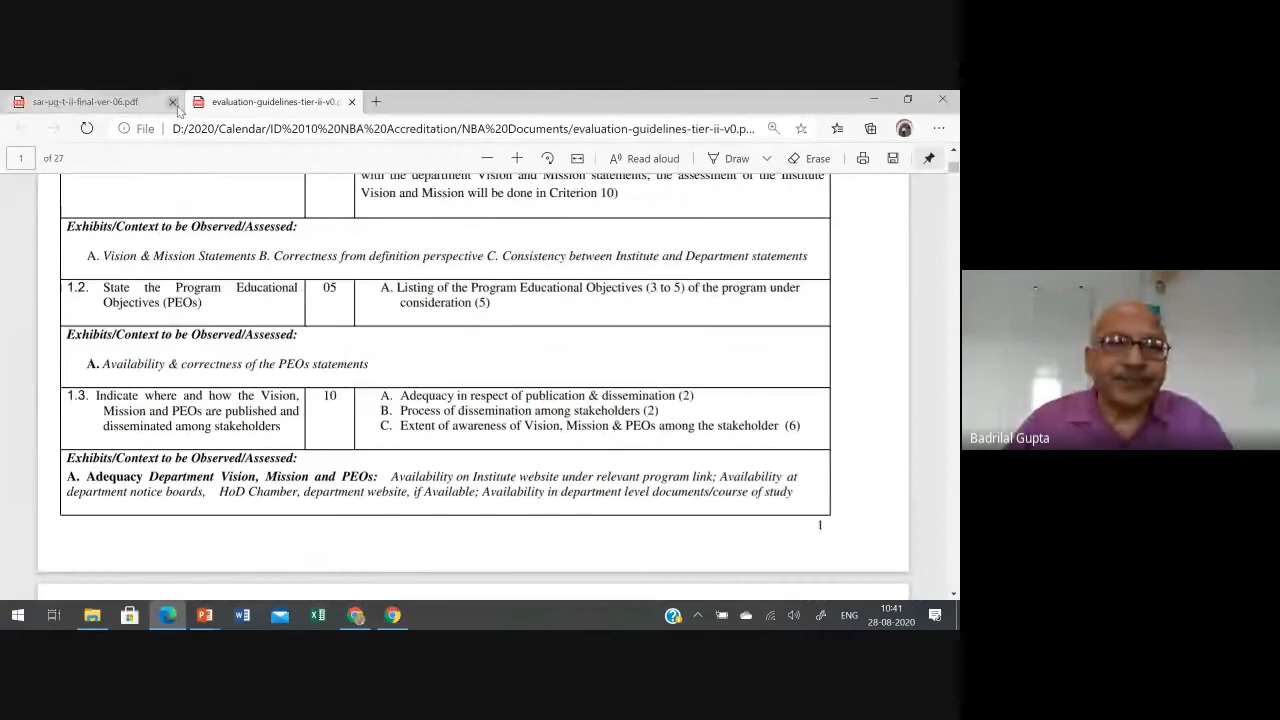 sar-ug-t-ii-final-ver-06.pdf
evaluation-guidelines-tier-ii-v0.p
File
D:/2020/Calendar/ID%2010%20NBA%20Accreditation/NBA%20Documents/evaluation-guidelines-tier-ii-v0.p...
1 of 27
Read aloud
Draw
Erase
with the department Vision and Mission statements, the assessment of the Institute
Vision and Mission will be done in Criterion 10)
Exhibits/Context to be Observed/Assessed:
A. Vision & Mission Statements B. Correctness from definition perspective C. Consistency between Institute and Department statements
1.2. State the Program Educational
Objectives (PEOs)
05
A. Listing of the Program Educational Objectives (3 to 5) of the program under
consideration (5)
Exhibits/Context to be Observed/Assessed:
A. Availability & correctness of the PEOs statements
1.3. Indicate where and how the Vision,
Mission and PEOs are published and
disseminated among stakeholders
10
A. Adequacy in respect of publication & dissemination (2)
B. Process of dissemination among stakeholders (2)
C. Extent of awareness of Vision, Mission & PEOs among the stakeholder (6)
Exhibits/Context to be Observed/Assessed:
A. Adequacy Department Vision, Mission and PEOs: Availability on Institute website under relevant program link; Availability at
department notice boards, HoD Chamber, department website, if Available; Availability in department level documents/course of study
1
Badrilal Gupta
ENG
10:41
28-08-2020